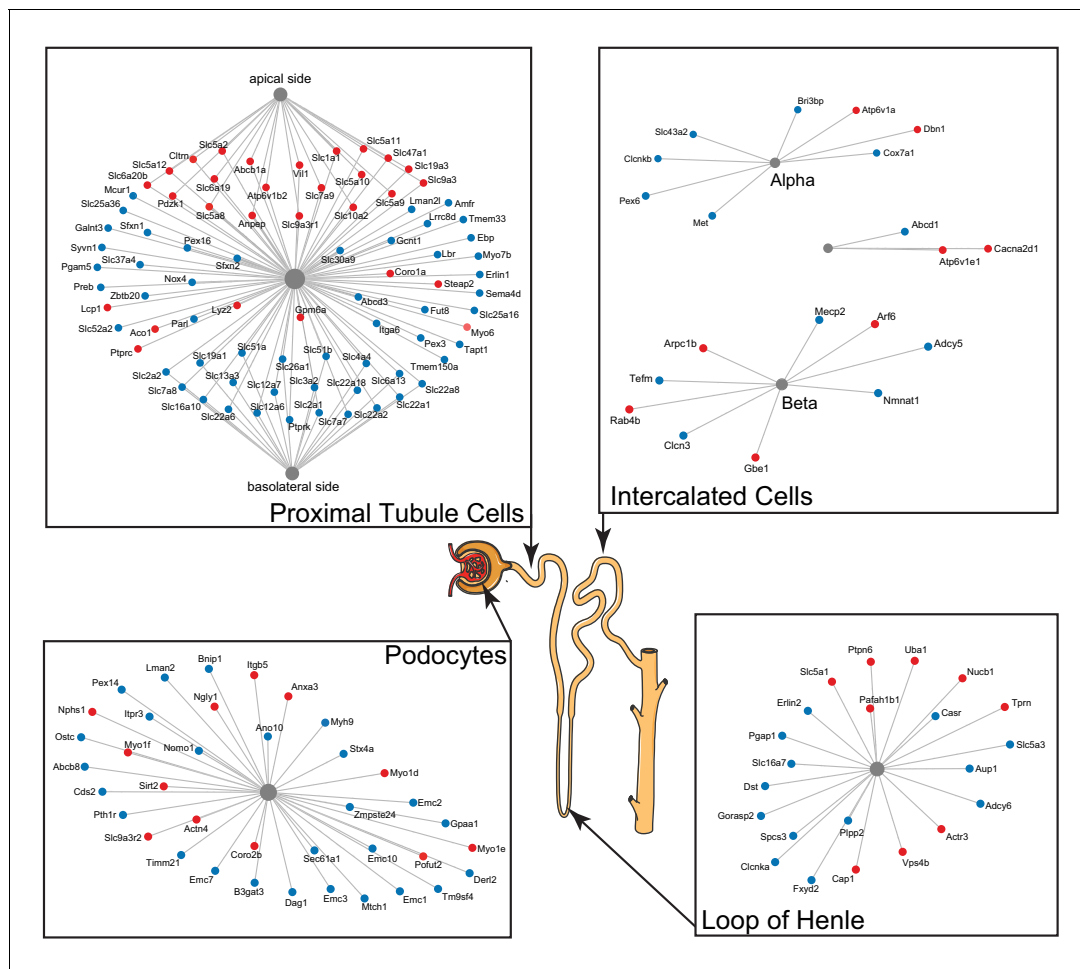 apical side
Slc5a11
Slc5a2
Slc1a1
Slc47a1
Cltrn
Slc5a12
Abcb1a
Vil1
Slc19a3
Slc6a20b
Slc6a19
Slc5a10
Slc9a3
Mcur1
Atp6v1b2
Slc7a9
Slc5a9
Lman2l
Amfr
Pdzk1
Slc25a36
Slc5a8
Anpep
Slc9a3r1
Slc10a2
Lrrc8d
Tmem33
Galnt3
Sfxn1
Gcnt1
Ebp
Syvn1
Pex16
Slc30a9
Lbr
Myo7b
Pgam5
Slc37a4
Sfxn2
Coro1a
Erlin1
Preb
Nox4
Steap2
Sema4d
Zbtb20
Abcd3
Lcp1
Lyz2
Gpm6a
Fut8
Slc25a16
Slc52a2
Aco1
Parl
Itga6
Myo6
Ptprc
Pex3
Tapt1
Slc19a1
Slc51a
Slc51b
Slc4a4
Tmem150a
Slc2a2
Slc26a1
Slc7a8
Slc13a3
Slc12a7
Slc3a2
Slc22a18
Slc6a13
Slc22a8
Slc16a10
Slc22a6
Slc12a6
Slc2a1
Slc22a2
Slc22a1
Ptprk
Slc7a7
basolateral side
Proximal Tubule Cells
Bri3bp
Atp6v1a
Slc43a2
Dbn1
Clcnkb
Cox7a1
Alpha
Pex6
Met
Abcd1
Cacna2d1
Atp6v1e1
Mecp2
Arf6
Arpc1b
Adcy5
Tefm
Nmnat1
Beta
Rab4b
Clcn3
Gbe1
Intercalated Cells
Podocytes
Bnip1
Itgb5
Lman2
Pex14
Ngly1
Anxa3
Nphs1
Itpr3
Ano10
Myh9
Ostc
Myo1f
Nomo1
Stx4a
Abcb8
Myo1d
Cds2
Sirt2
Emc2
Pth1r
Zmpste24
Gpaa1
Slc9a3r2
Actn4
Coro2b
Sec61a1
Emc10
Myo1e
Timm21
Pofut2
Emc7
Derl2
B3gat3
Dag1
Emc3
Mtch1
Emc1
Tm9sf4
Ptpn6
Uba1
Slc5a1
Nucb1
Erlin2
Pafah1b1
Casr
Tprn
Pgap1
Slc5a3
Slc16a7
Aup1
Dst
Adcy6
Gorasp2
Plpp2
Spcs3
Actr3
Clcnka
Vps4b
Cap1
Fxyd2
Loop of Henle